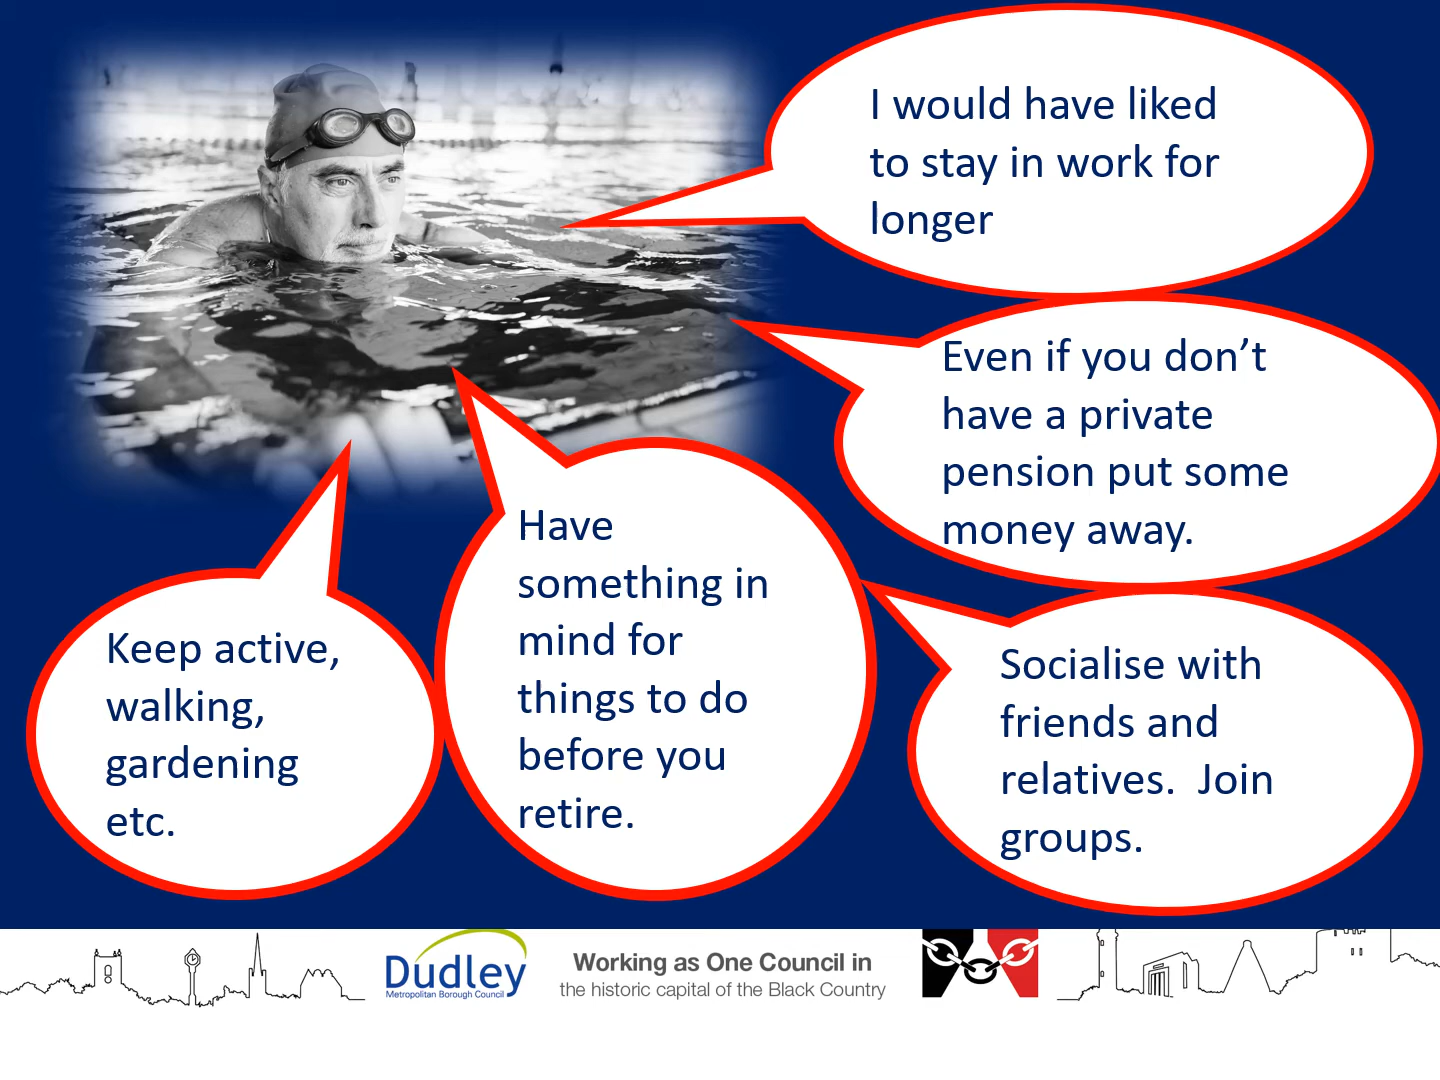 I would have liked
to stay in work for
longer
Even if you don’t
have a private
pension put some
money away.
Have
something in
mind for
things to do
before you
retire.
Keep active,
walking,
gardening
etc.
Socialise with
friends and
relatives.  Join
groups.
Dudley
Metropolitan Borough Council
Working as One Council in
the historic capital of the Black Country